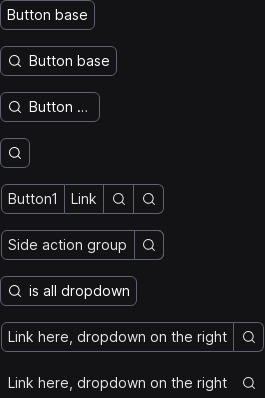 Button base
Button base
Button ...
Button1 Link
Side action group
is all dropdown
Link here, dropdown on the right
Link here, dropdown on the right